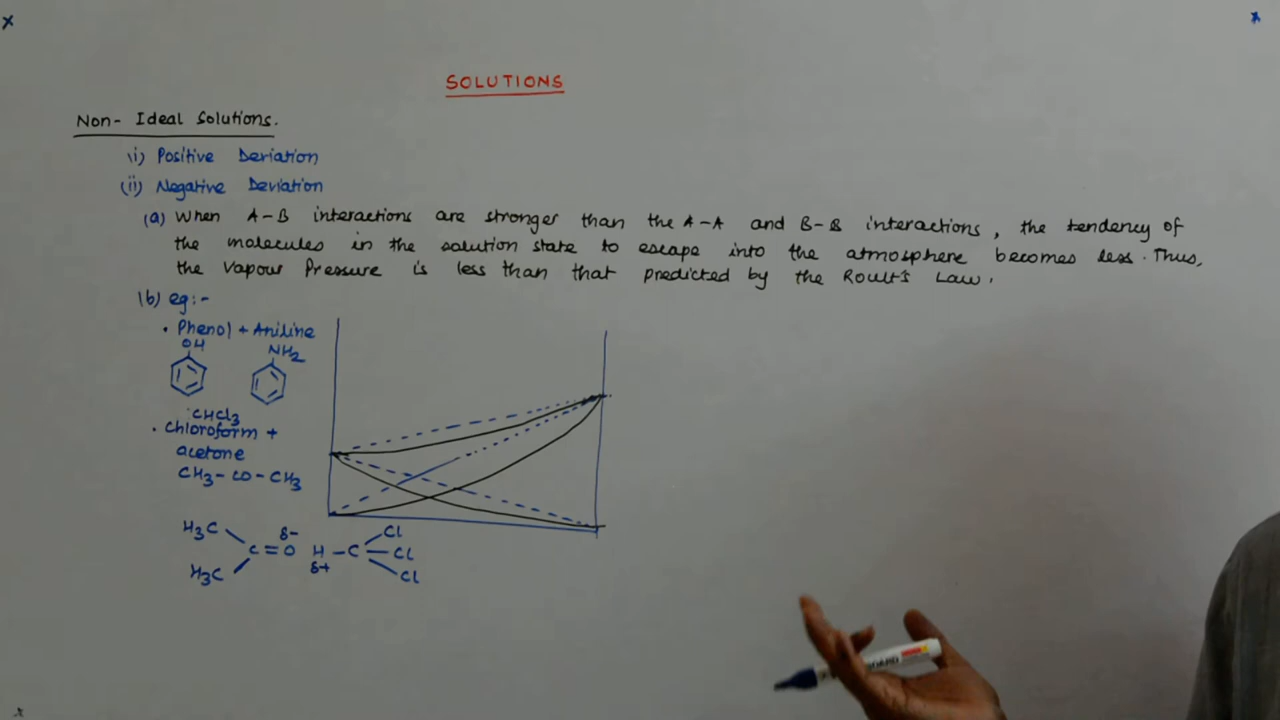 SOLUTIONS
Non- Ideal Solutions.
(i) Positive Deviation
(ii) Negative Deviation
(a) When A-B interactions are stronger than the A-A and B-B interactions, the tendency of
the molecules in the solution state to escape into the atmosphere becomes less. Thus,
the Vapour Pressure is less than that predicted by the Roult's Law.
(b) eg:-
• Phenol + Aniline
OH NH2
CHCl3
• Chloroform +
acetone
CH3-CO-CH3
H3C δ- Cl
C=O H-C-Cl
H3C δ+ Cl